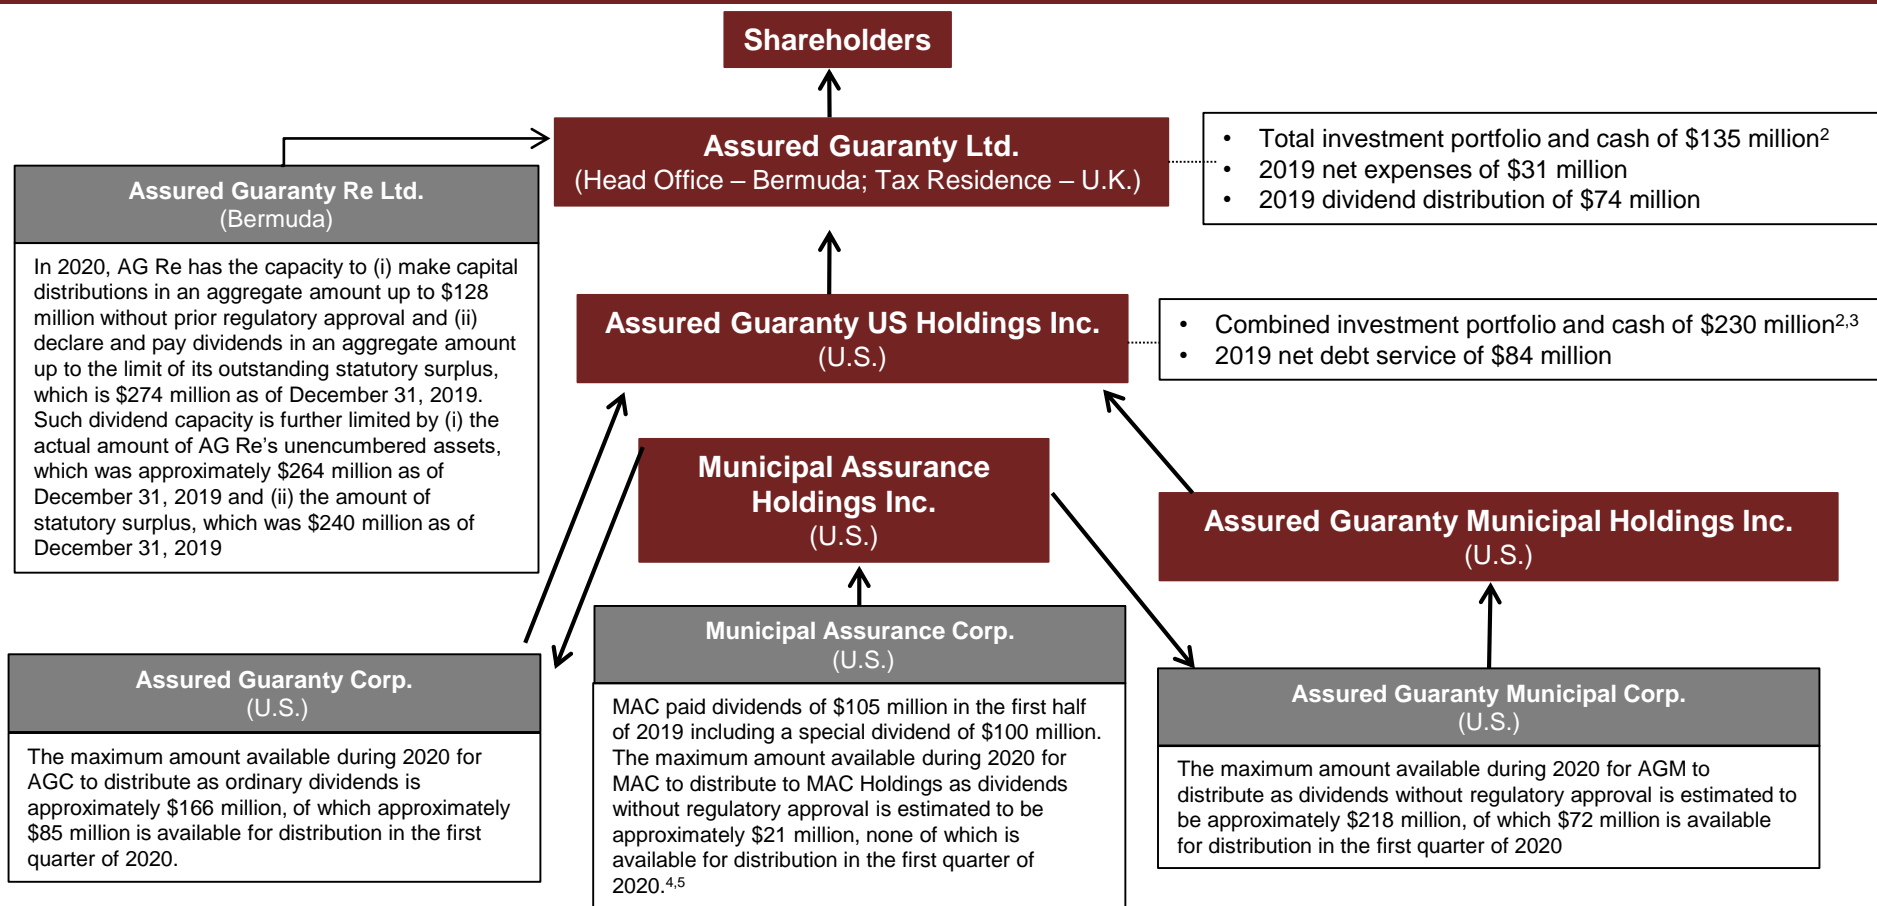 Shareholders
Assured Guaranty Ltd.
(Head Office – Bermuda; Tax Residence – U.K.)
• Total investment portfolio and cash of $135 million2
• 2019 net expenses of $31 million
• 2019 dividend distribution of $74 million
Assured Guaranty Re Ltd.
(Bermuda)
In 2020, AG Re has the capacity to (i) make capital
distributions in an aggregate amount up to $128
million without prior regulatory approval and (ii)
declare and pay dividends in an aggregate amount
up to the limit of its outstanding statutory surplus,
which is $274 million as of December 31, 2019.
Such dividend capacity is further limited by (i) the
actual amount of AG Re’s unencumbered assets,
which was approximately $264 million as of
December 31, 2019 and (ii) the amount of
statutory surplus, which was $240 million as of
December 31, 2019
Assured Guaranty US Holdings Inc.
(U.S.)
• Combined investment portfolio and cash of $230 million2,3
• 2019 net debt service of $84 million
Municipal Assurance
Holdings Inc.
(U.S.)
Assured Guaranty Municipal Holdings Inc.
(U.S.)
Assured Guaranty Corp.
(U.S.)
The maximum amount available during 2020 for
AGC to distribute as ordinary dividends is
approximately $166 million, of which approximately
$85 million is available for distribution in the first
quarter of 2020.
Municipal Assurance Corp.
(U.S.)
MAC paid dividends of $105 million in the first half
of 2019 including a special dividend of $100 million.
The maximum amount available during 2020 for
MAC to distribute to MAC Holdings as dividends
without regulatory approval is estimated to be
approximately $21 million, none of which is
available for distribution in the first quarter of
2020.4,5
Assured Guaranty Municipal Corp.
(U.S.)
The maximum amount available during 2020 for AGM to
distribute as dividends without regulatory approval is estimated to
be approximately $218 million, of which $72 million is available
for distribution in the first quarter of 2020